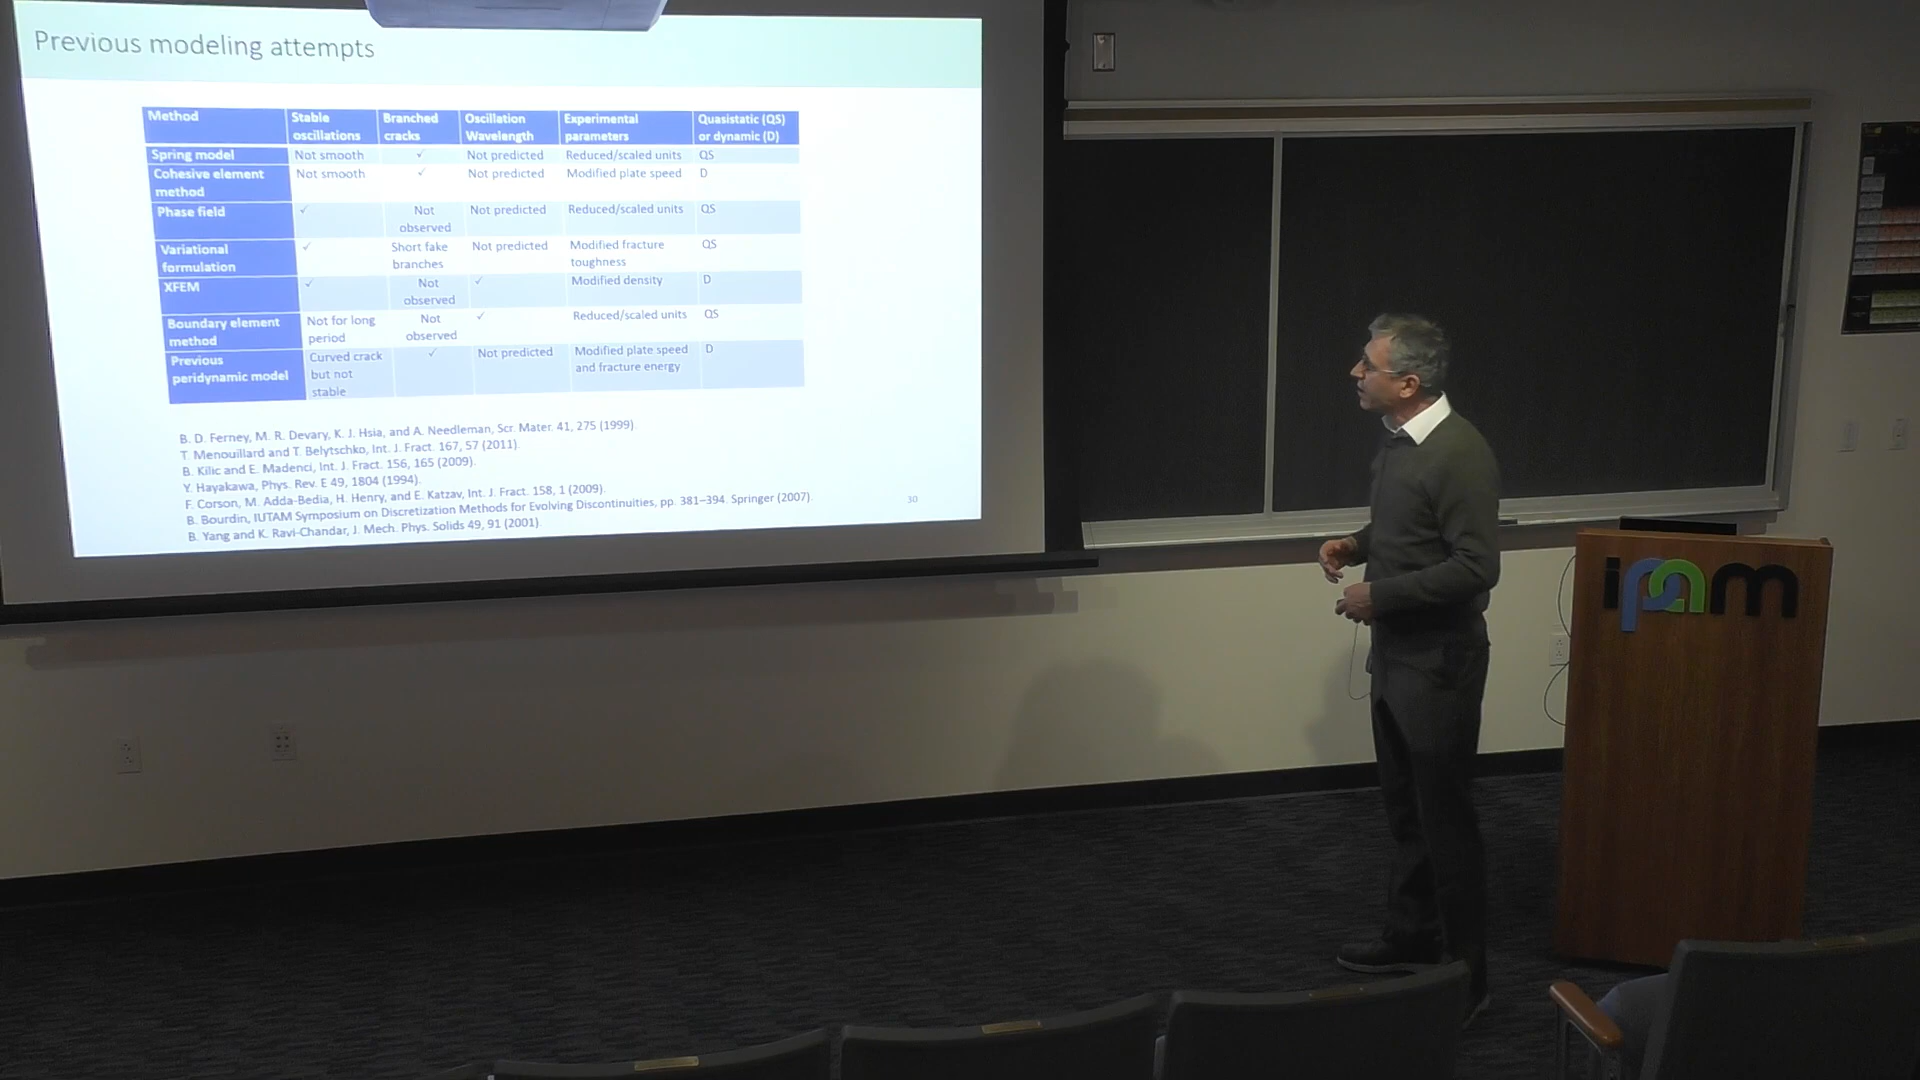 Previous modeling attempts
Method Stable oscillations Branched cracks Oscillation Wavelength Experimental parameters Quasistatic (QS) or dynamic (D)
Spring model Not smooth ✓ Not predicted Reduced/scaled units QS
Cohesive element method Not smooth ✓ Not predicted Modified plate speed D
Phase field ✓ Not observed Not predicted Reduced/scaled units QS
Variational formulation ✓ Short fake branches Not predicted Modified fracture toughness QS
XFEM ✓ Not observed ✓ Modified density D
Boundary element method Not for long period Not observed ✓ Reduced/scaled units QS
Previous peridynamic model Curved crack but not stable ✓ Not predicted Modified plate speed and fracture energy D
B. D. Ferney, M. R. Devary, K. J. Hsia, and A. Needleman, Scr. Mater. 41, 275 (1999)
T. Menouillard and T. Belytschko, Int. J. Fract. 167, 57 (2011).
B. Kilic and E. Madenci, Int. J. Fract. 156, 165 (2009).
Y. Hayakawa, Phys. Rev. E 49, 1804 (1994).
F. Corson, M. Adda-Bedia, H. Henry, and E. Katzav, Int. J. Fract. 158, 1 (2009).
B. Bourdin, IUTAM Symposium on Discretization Methods for Evolving Discontinuities, pp. 381–394. Springer (2007).
B. Yang and K. Ravi-Chandar, J. Mech. Phys. Solids 49, 91 (2001).
30
ipam